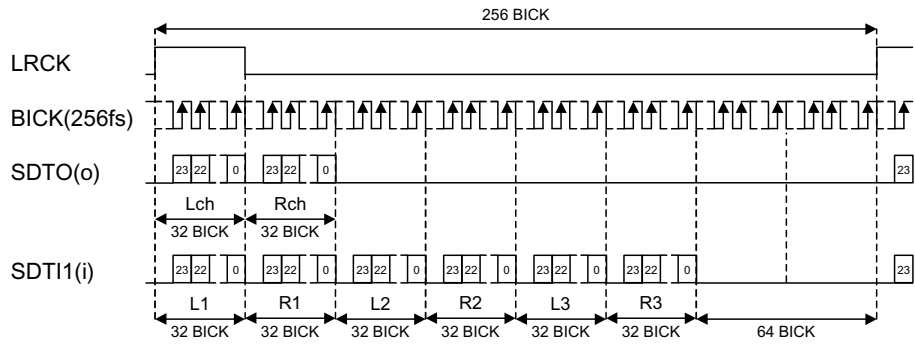 256 BICK
LRCK
BICK(256fs)
SDTO(o) 23 22 0 23 22 0 23
Lch Rch
32 BICK 32 BICK
SDTI1(i) 23 22 0 23 22 0 23 22 0 23 22 0 23 22 0 23 22 0 23
L1 R1 L2 R2 L3 R3
32 BICK 32 BICK 32 BICK 32 BICK 32 BICK 32 BICK 64 BICK